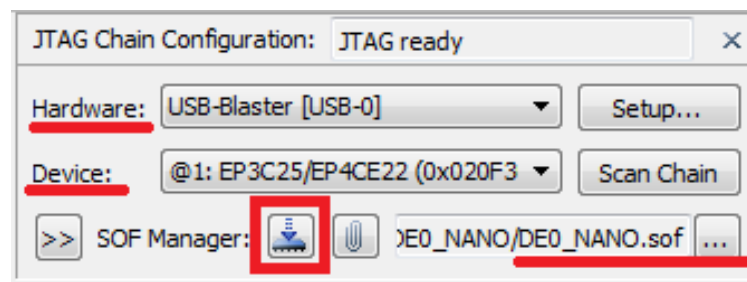 JTAG Chain Configuration: JTAG ready
Hardware: USB-Blaster [USB-0] Setup...
Device: @1: EP3C25/EP4CE22 (0x020F3 Scan Chain
>> SOF Manager: DE0_NANO/DE0_NANO.sof ...